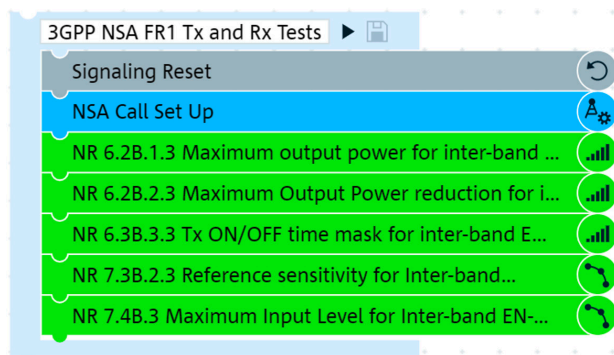 3GPP NSA FR1 Tx and Rx Tests
Signaling Reset
NSA Call Set Up
NR 6.2B.1.3 Maximum output power for inter-band ...
NR 6.2B.2.3 Maximum Output Power reduction for i...
NR 6.3B.3.3 Tx ON/OFF time mask for inter-band E...
NR 7.3B.2.3 Reference sensitivity for Inter-band...
NR 7.4B.3 Maximum Input Level for Inter-band EN-...